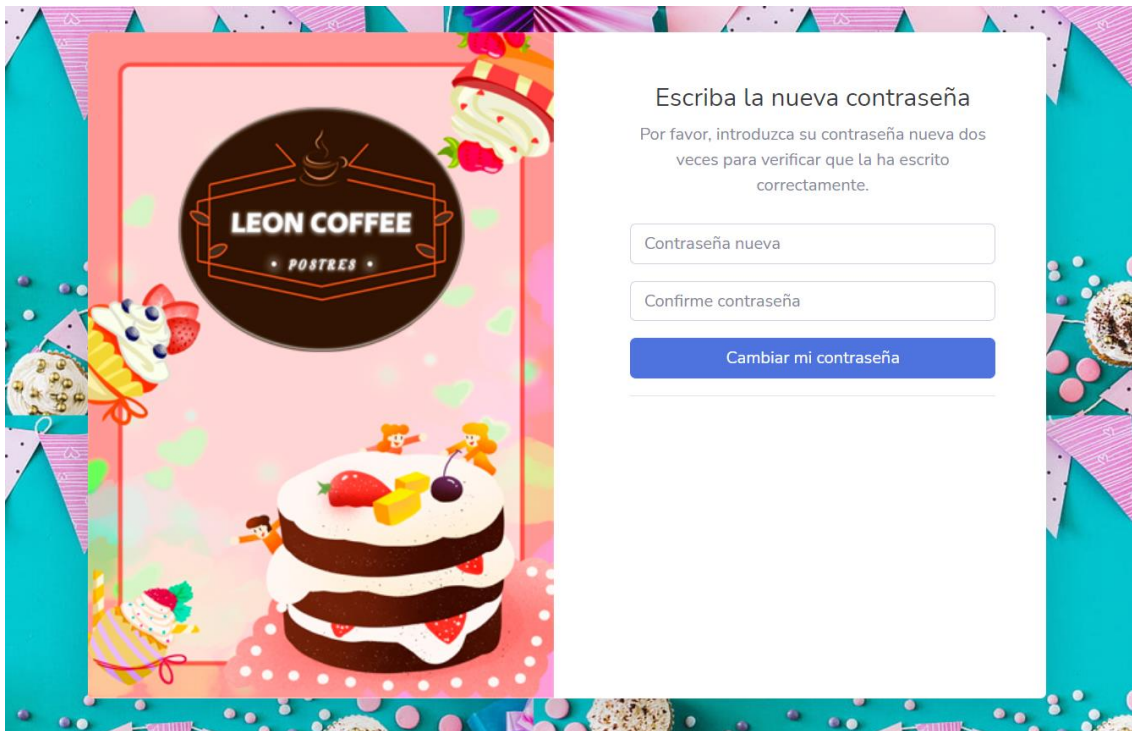 LEON COFFEE
• POSTRES •
Escriba la nueva contraseña
Por favor, introduzca su contraseña nueva dos
veces para verificar que la ha escrito
correctamente.
Contraseña nueva
Confirme contraseña
Cambiar mi contraseña